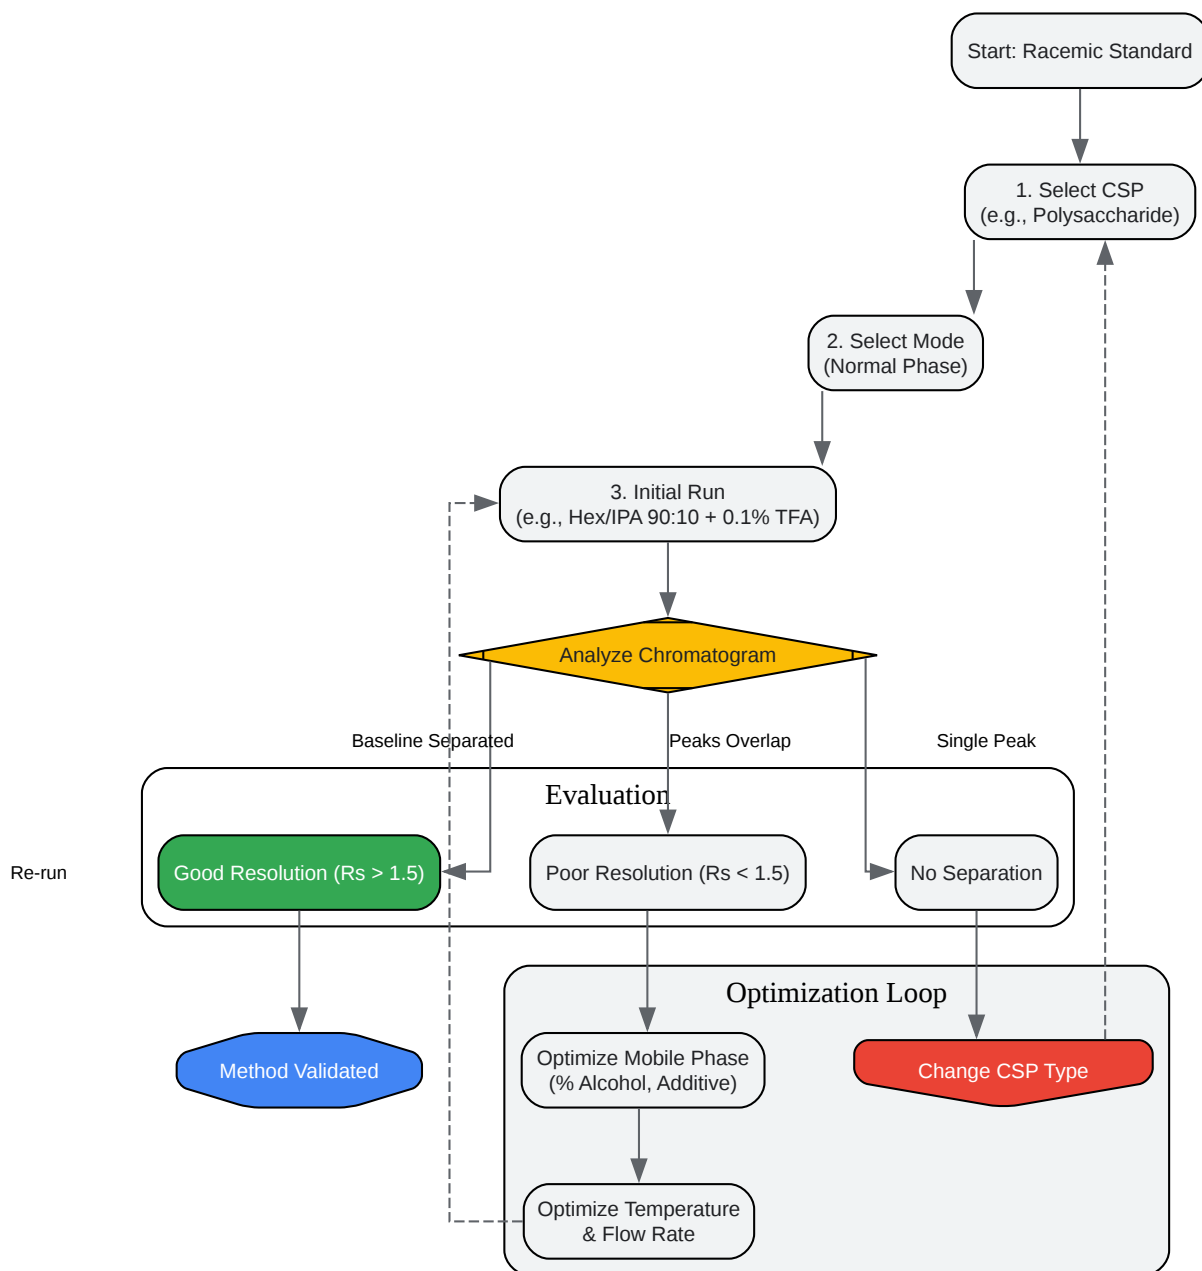 Start: Racemic Standard
1. Select CSP
(e.g., Polysaccharide)
2. Select Mode
(Normal Phase)
3. Initial Run
(e.g., Hex/IPA 90:10 + 0.1% TFA)
Analyze Chromatogram
Baseline Separated
Peaks Overlap
Single Peak
Evaluation
Re-run
Good Resolution (Rs > 1.5)
Poor Resolution (Rs < 1.5)
No Separation
Optimization Loop
Method Validated
Optimize Mobile Phase
(% Alcohol, Additive)
Change CSP Type
Optimize Temperature
& Flow Rate